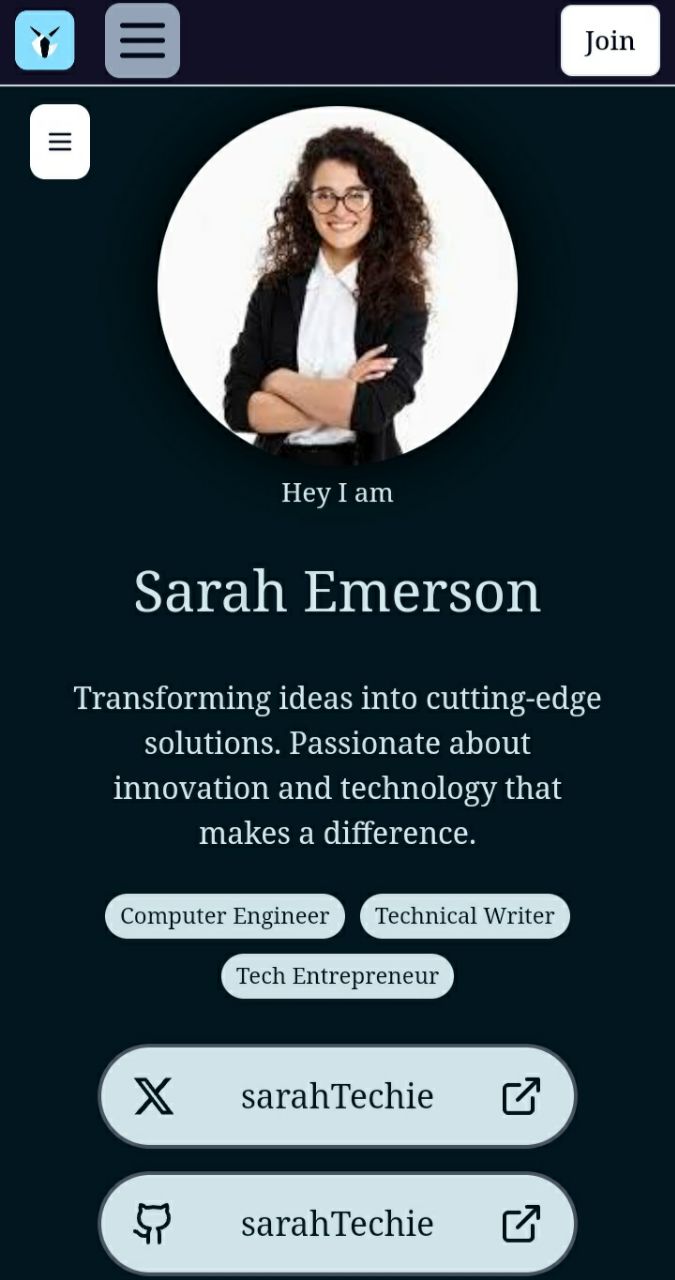 Join
Hey I am
Sarah Emerson
Transforming ideas into cutting-edge
solutions. Passionate about
innovation and technology that
makes a difference.
Computer Engineer Technical Writer
Tech Entrepreneur
sarahTechie
sarahTechie